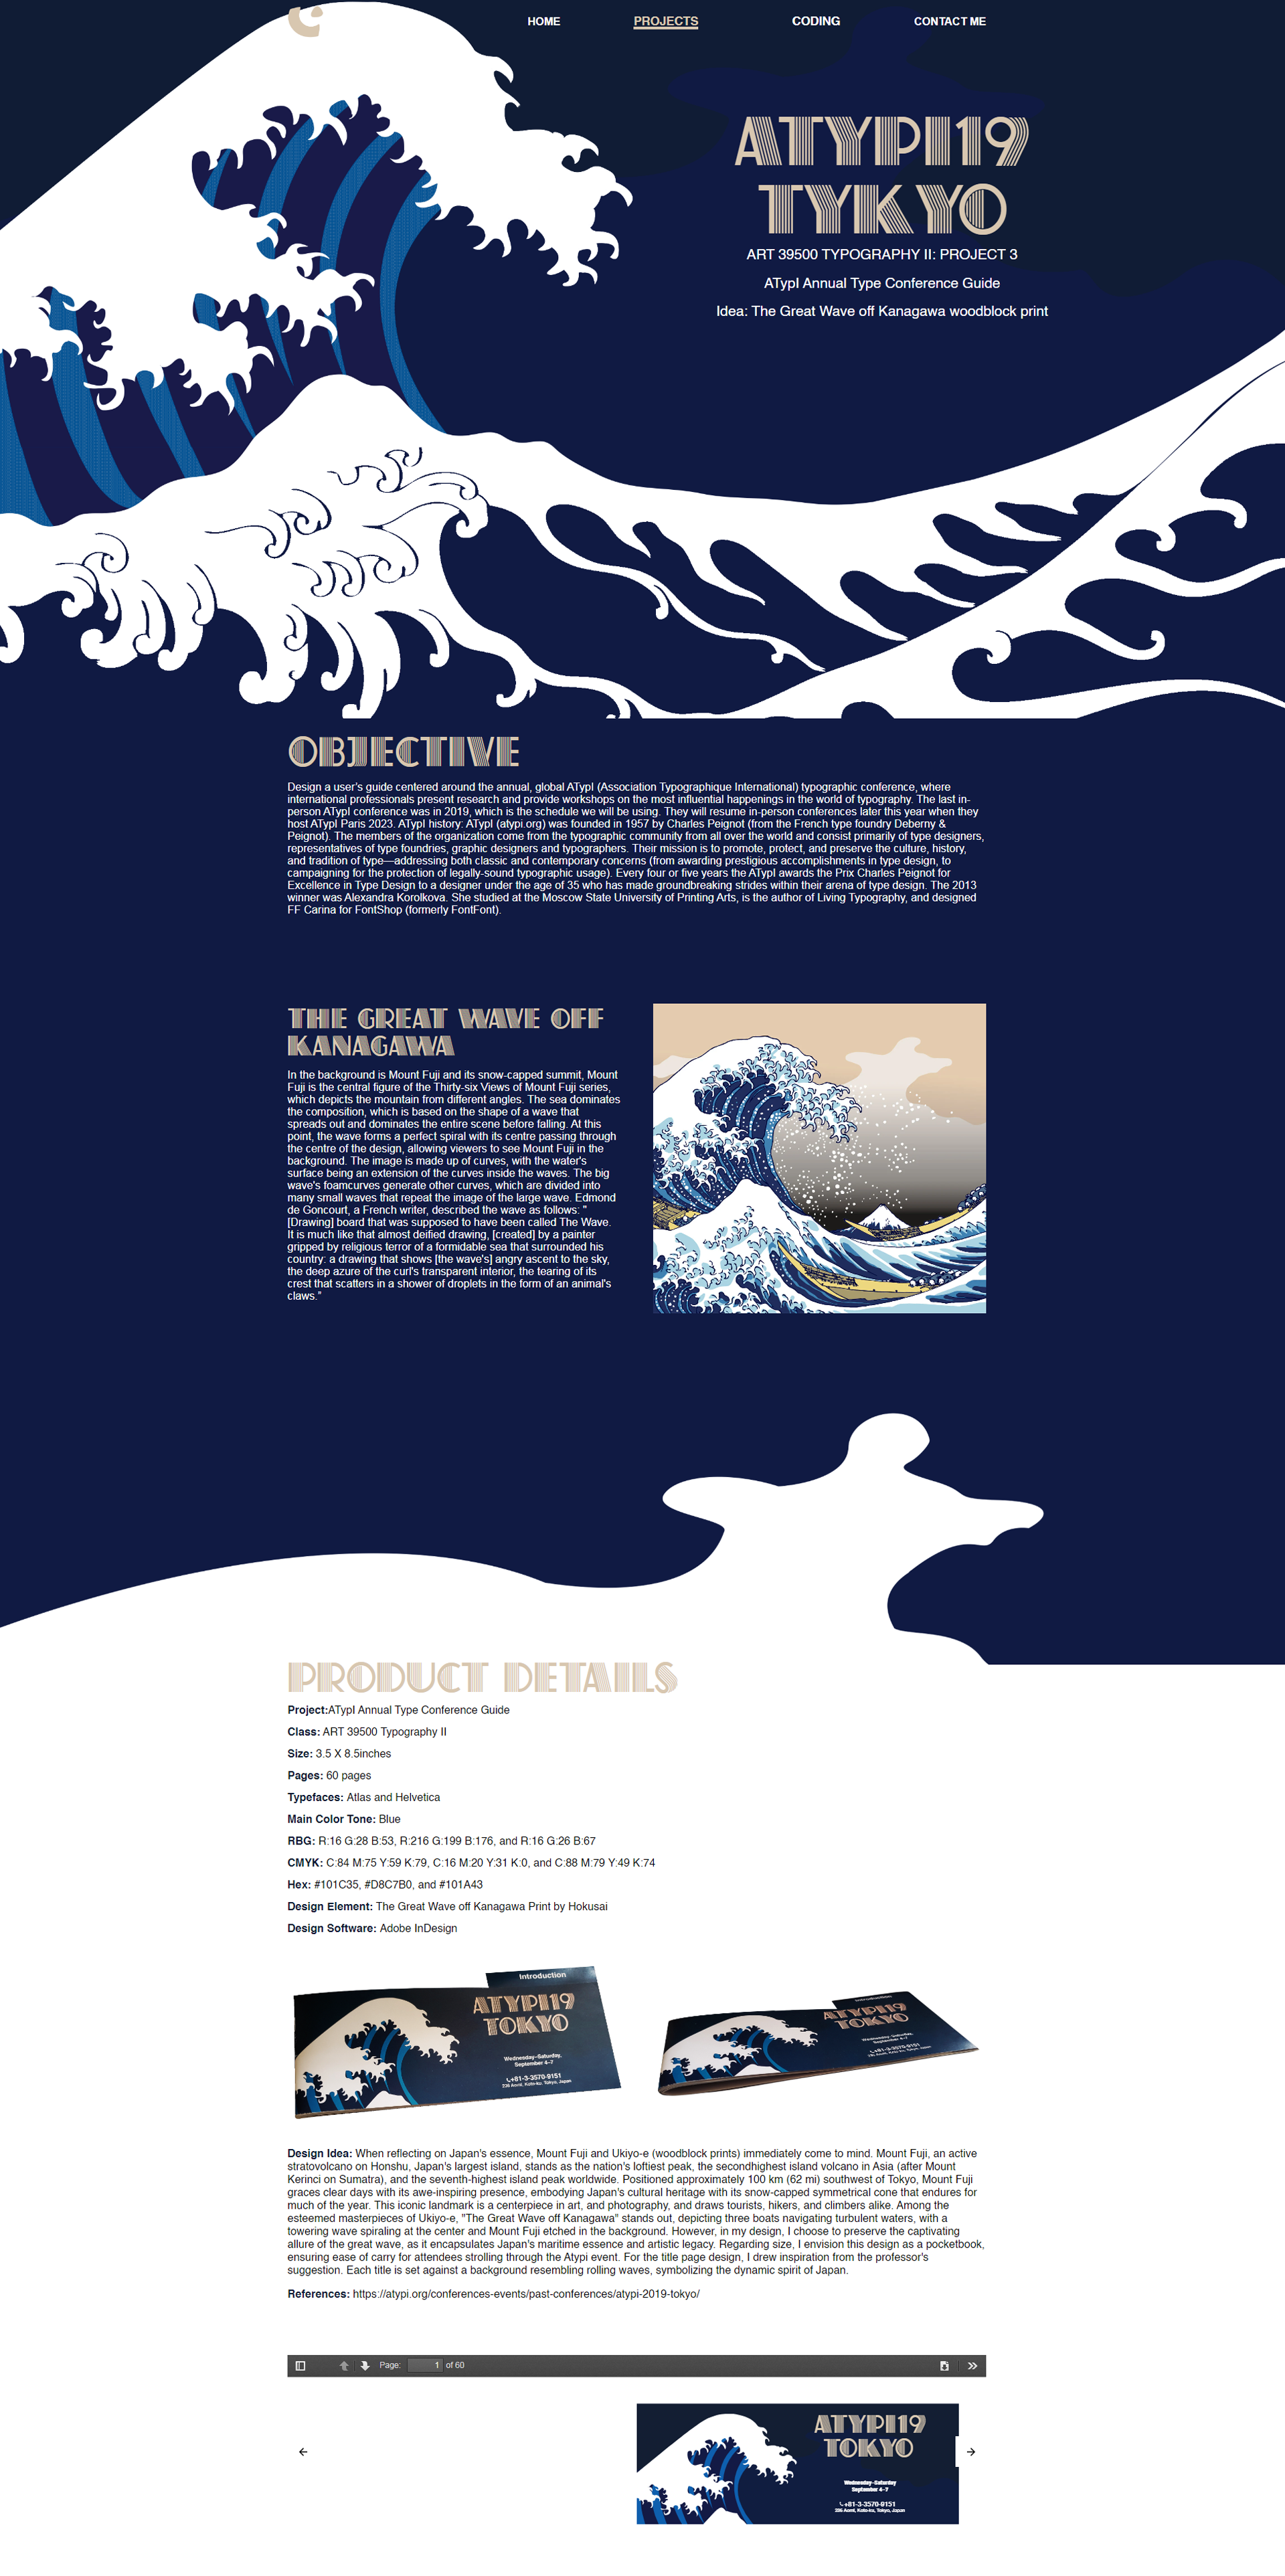 HOME PROJECTS CODING CONTACT ME
ATYPI19
TYKYO
ART 39500 TYPOGRAPHY II: PROJECT 3
ATypI Annual Type Conference Guide
Idea: The Great Wave off Kanagawa woodblock print
OBJECTIVE
Design a user's guide centered around the annual, global ATypI (Association Typographique International) typographic conference, where
international professionals present research and provide workshops on the most influential happenings in the world of typography. The last in-
person ATypI conference was in 2019, which is the schedule we will be using. They will resume in-person conferences later this year when they
host ATypI Paris 2023. ATypI history: ATypI (atypi.org) was founded in 1957 by Charles Peignot (from the French type foundry Deberny &
Peignot). The members of the organization come from the typographic community from all over the world and consist primarily of type designers,
representatives of type foundries, graphic designers and typographers. Their mission is to promote, protect, and preserve the culture, history,
and tradition of type—addressing both classic and contemporary concerns (from awarding prestigious accomplishments in type design, to
campaigning for the protection of legally-sound typographic usage). Every four or five years the ATypI awards the Prix Charles Peignot for
Excellence in Type Design to a designer under the age of 35 who has made groundbreaking strides within their arena of type design. The 2013
winner was Alexandra Korolkova. She studied at the Moscow State University of Printing Arts, is the author of Living Typography, and designed
FF Carina for FontShop (formerly FontFont).
THE GREAT WAVE OFF
KANAGAWA
In the background is Mount Fuji and its snow-capped summit, Mount
Fuji is the central figure of the Thirty-six Views of Mount Fuji series,
which depicts the mountain from different angles. The sea dominates
the composition, which is based on the shape of a wave that
spreads out and dominates the entire scene before falling. At this
point, the wave forms a perfect spiral with its centre passing through
the centre of the design, allowing viewers to see Mount Fuji in the
background. The image is made up of curves, with the water's
surface being an extension of the curves inside the waves. The big
wave's foamcurves generate other curves, which are divided into
many small waves that repeat the image of the large wave. Edmond
de Goncourt, a French writer, described the wave as follows: "
[Drawing] board that was supposed to have been called The Wave.
It is much like that almost deified drawing, [created] by a painter
gripped by religious terror of a formidable sea that surrounded his
country: a drawing that shows [the wave's] angry ascent to the sky,
the deep azure of the curl's transparent interior, the tearing of its
crest that scatters in a shower of droplets in the form of an animal's
claws."
PRODUCT DETAILS
Project:ATypI Annual Type Conference Guide
Class: ART 39500 Typography II
Size: 3.5 X 8.5inches
Pages: 60 pages
Typefaces: Atlas and Helvetica
Main Color Tone: Blue
RBG: R:16 G:28 B:53, R:216 G:199 B:176, and R:16 G:26 B:67
CMYK: C:84 M:75 Y:59 K:79, C:16 M:20 Y:31 K:0, and C:88 M:79 Y:49 K:74
Hex: #101C35, #D8C7B0, and #101A43
Design Element: The Great Wave off Kanagawa Print by Hokusai
Design Software: Adobe InDesign
Introduction
ATYPI19
TOKYO
Wednesday–Saturday,
September 4–7
+81-3-3570-9151
236 Aomi, Koto-ku, Tokyo, Japan
Introduction
ATYPI19
TOKYO
Wednesday–Saturday,
September 4–7
+81-3-3570-9151
236 Aomi, Koto-ku, Tokyo, Japan
Design Idea: When reflecting on Japan's essence, Mount Fuji and Ukiyo-e (woodblock prints) immediately come to mind. Mount Fuji, an active
stratovolcano on Honshu, Japan's largest island, stands as the nation's loftiest peak, the secondhighest island volcano in Asia (after Mount
Kerinci on Sumatra), and the seventh-highest island peak worldwide. Positioned approximately 100 km (62 mi) southwest of Tokyo, Mount Fuji
graces clear days with its awe-inspiring presence, embodying Japan's cultural heritage with its snow-capped symmetrical cone that endures for
much of the year. This iconic landmark is a centerpiece in art, and photography, and draws tourists, hikers, and climbers alike. Among the
esteemed masterpieces of Ukiyo-e, "The Great Wave off Kanagawa" stands out, depicting three boats navigating turbulent waters, with a
towering wave spiraling at the center and Mount Fuji etched in the background. However, in my design, I choose to preserve the captivating
allure of the great wave, as it encapsulates Japan's maritime essence and artistic legacy. Regarding size, I envision this design as a pocketbook,
ensuring ease of carry for attendees strolling through the Atypi event. For the title page design, I drew inspiration from the professor's
suggestion. Each title is set against a background resembling rolling waves, symbolizing the dynamic spirit of Japan.
References: https://atypi.org/conferences-events/past-conferences/atypi-2019-tokyo/
Page: 1 of 60
ATYPI19
TOKYO
Wednesday–Saturday
September 4–7
+81-3-3570-9151
236 Aomi, Koto-ku, Tokyo, Japan